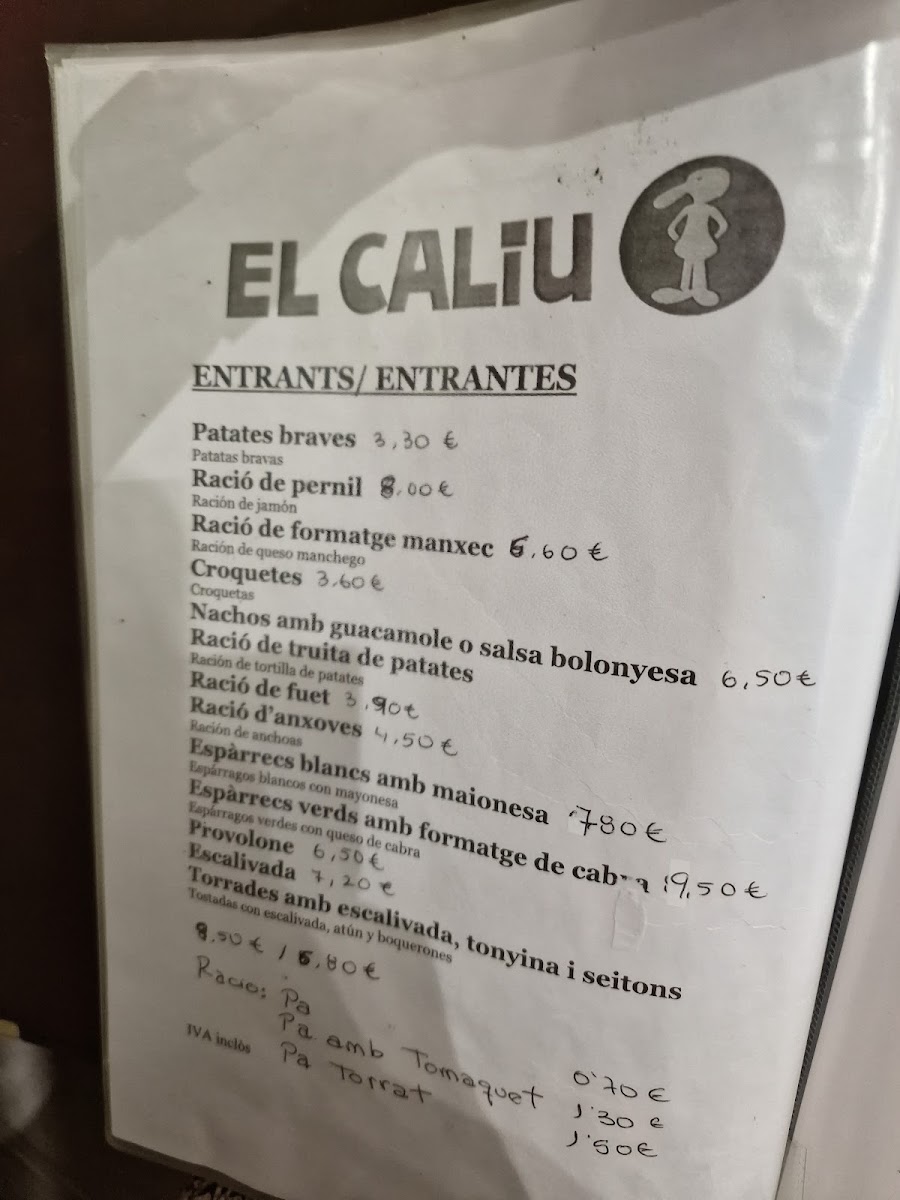 EL CALiU
ENTRANTS/ ENTRANTES
Patates braves 3,30 €
Patatas bravas
Ració de pernil 8,00 €
Ración de jamón
Ració de formatge manxec 6,60 €
Ración de queso manchego
Croquetes 3,60 €
Croquetas
Nachos amb guacamole o salsa bolonyesa 6,50 €
Ració de truita de patates
Ración de tortilla de patates
Ració de fuet 3,90 €
Ració d'anxoves 4,50 €
Ración de anchoas
Espàrrecs blancs amb maionesa 780 €
Espárragos blancos con mayonesa
Espàrrecs verds amb formatge de cabra 9,50 €
Espárragos verdes con queso de cabra
Provolone 6,50 €
Escalivada 7,20 €
Torrades amb escalivada, tonyina i seitons
Tostadas con escalivada, atún y boquerones
8,50 € / 6,80 €
Racio: Pa 0'70 €
Pa amb Tomaquet 1'30 €
Pa Torrat 1'50 €
IVA inclòs